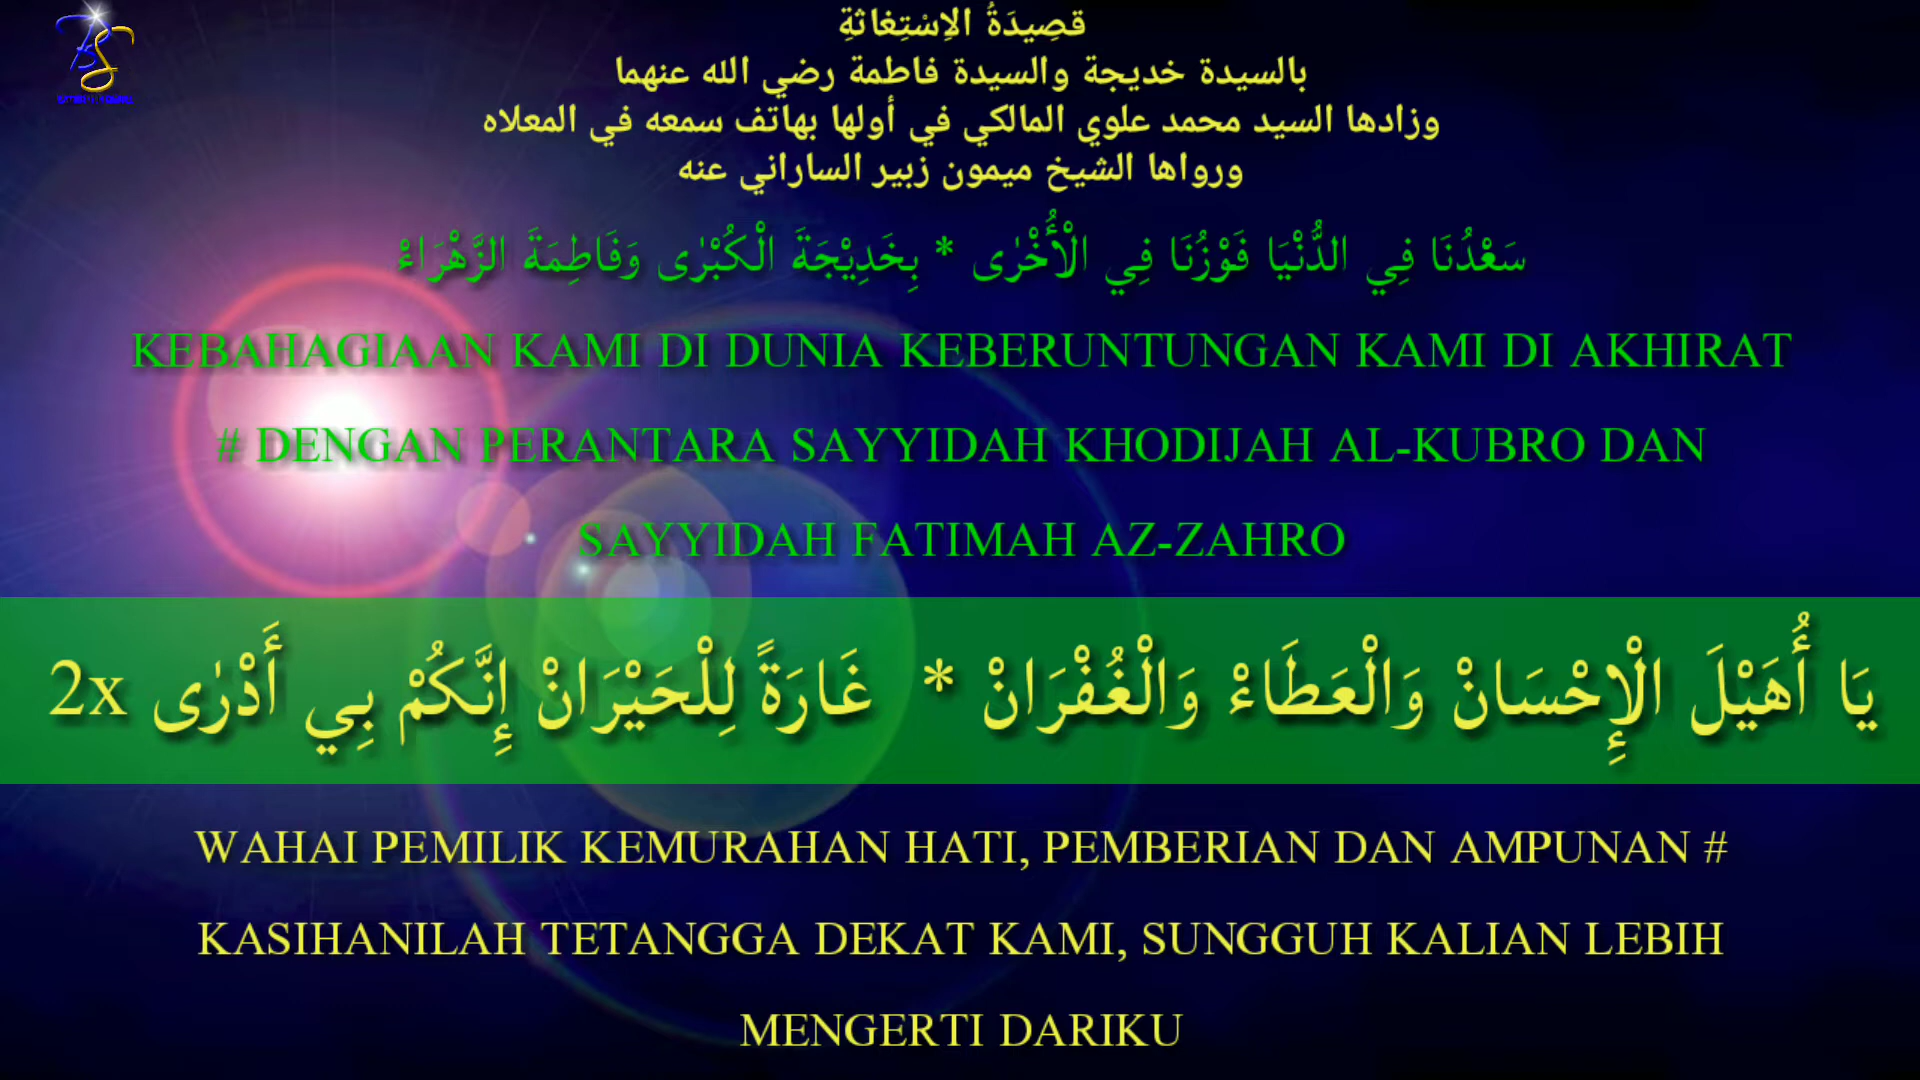 قصِيدَةُ الاِسْتِغاثةِ
بالسيدة خديجة والسيدة فاطمة رضي الله عنهما
وزادها السيد محمد علوي المالكي في أولها بهاتف سمعه في المعلاه
ورواها الشيخ ميمون زبير الساراني عنه
سَعْدُنَا فِي الدُّنْيَا فَوْزُنَا فِي الْأُخْرٰى * بِخَدِيْجَةَ الْكُبْرٰى وَفَاطِمَةَ الزَّهْرَاءْ
KEBAHAGIAAN KAMI DI DUNIA KEBERUNTUNGAN KAMI DI AKHIRAT
# DENGAN PERANTARA SAYYIDAH KHODIJAH AL-KUBRO DAN
SAYYIDAH FATIMAH AZ-ZAHRO
يَا أُهَيْلَ الْإِحْسَانْ وَالْعَطَاءْ وَالْغُفْرَانْ * غَارَةً لِلْحَيْرَانْ إِنَّكُمْ بِي أَدْرٰى 2x
WAHAI PEMILIK KEMURAHAN HATI, PEMBERIAN DAN AMPUNAN #
KASIHANILAH TETANGGA DEKAT KAMI, SUNGGUH KALIAN LEBIH
MENGERTI DARIKU